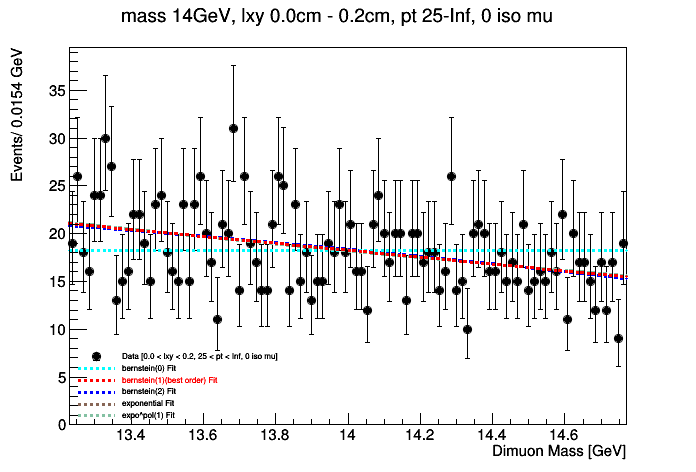 mass 14GeV, lxy 0.0cm - 0.2cm, pt 25-Inf, 0 iso mu
Events/ 0.0154 GeV
35
30
25
20
15
10
5
0
Data [0.0 < lxy < 0.2, 25 < pt < Inf, 0 iso mu]
bernstein(0) Fit
bernstein(1)(best order) Fit
bernstein(2) Fit
exponential Fit
expo^pol(1) Fit
13.4 13.6 13.8 14 14.2 14.4 14.6
Dimuon Mass [GeV]